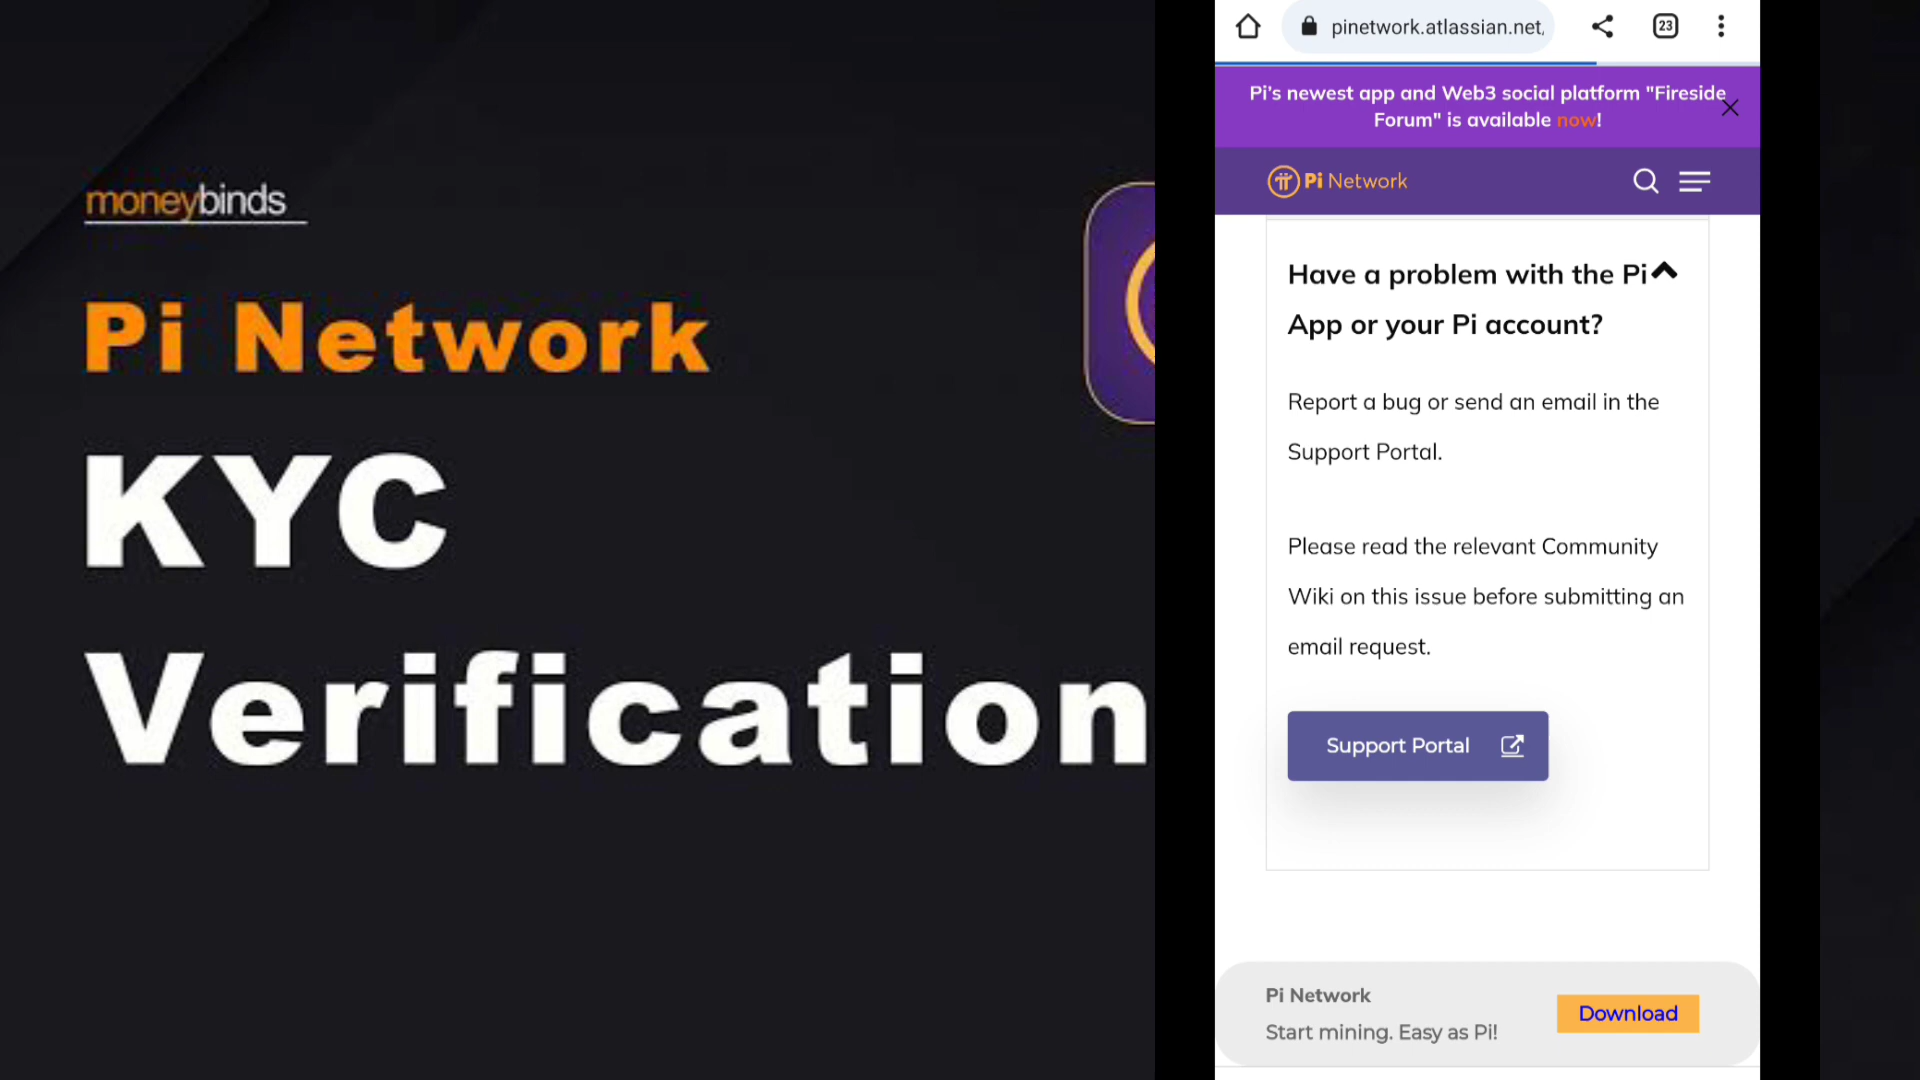 moneybinds
Pi Network
KYC
Verification
pinetwork.atlassian.net,
23
Pi's newest app and Web3 social platform "Fireside
Forum" is available now!
Pi Network
Have a problem with the Pi
App or your Pi account?
Report a bug or send an email in the
Support Portal.
Please read the relevant Community
Wiki on this issue before submitting an
email request.
Support Portal
Pi Network
Start mining. Easy as Pi!
Download